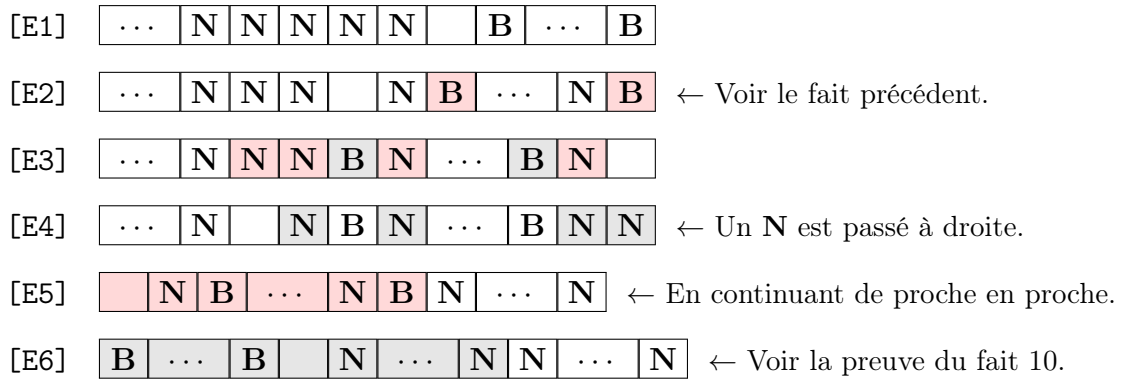 [E1] ⋯ N N N N N B ⋯ B
[E2] ⋯ N N N N B ⋯ N B ← Voir le fait précédent.
[E3] ⋯ N N N B N ⋯ B N
[E4] ⋯ N N B N ⋯ B N N ← Un N est passé à droite.
[E5] N B ⋯ N B N ⋯ N ← En continuant de proche en proche.
[E6] B ⋯ B N ⋯ N N ⋯ N ← Voir la preuve du fait 10.